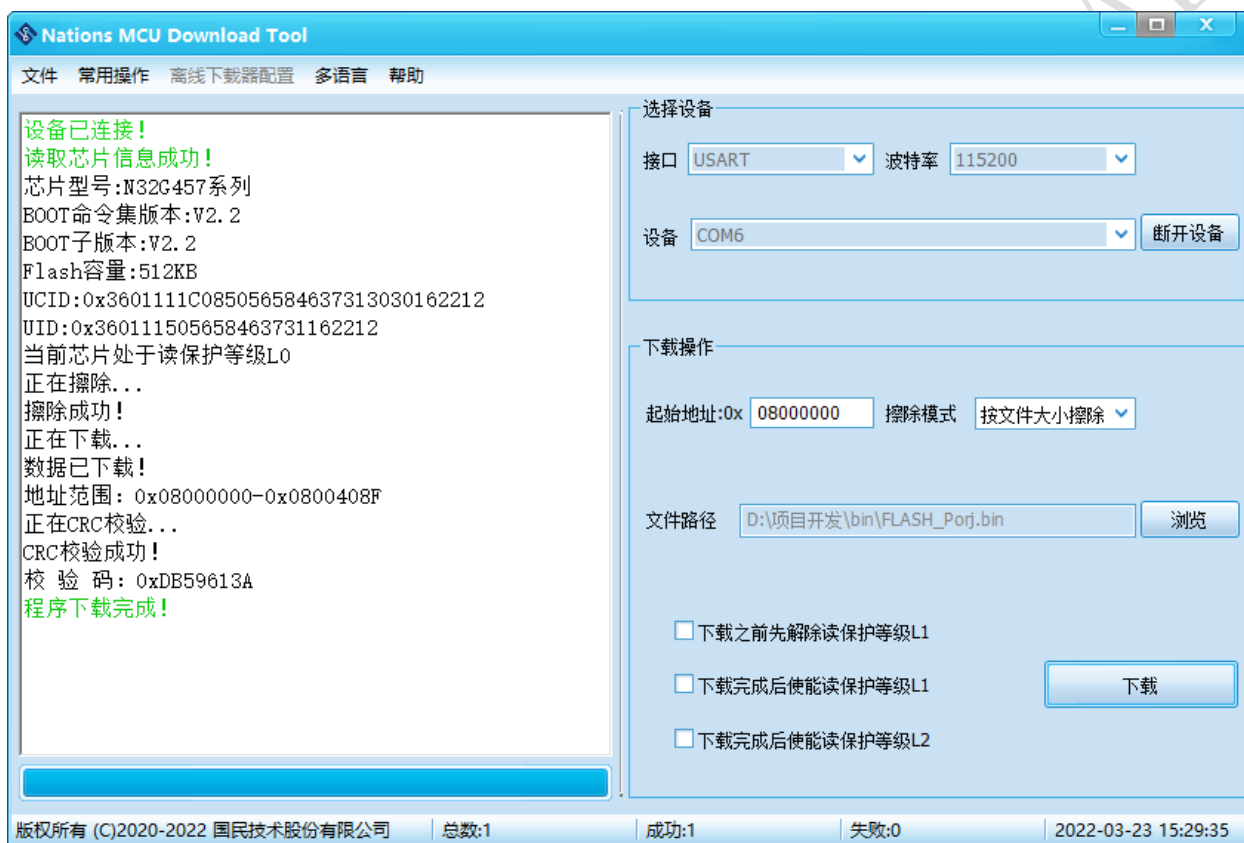 Nations MCU Download Tool
文件 常用操作 离线下载器配置 多语言 帮助
设备已连接!
读取芯片信息成功!
芯片型号:N32G457系列
BOOT命令集版本:V2.2
BOOT子版本:V2.2
Flash容量:512KB
UCID:0x3601111C085056584637313030162212
UID:0x360111505658463731162212
当前芯片处于读保护等级L0
正在擦除...
擦除成功!
正在下载...
数据已下载!
地址范围: 0x08000000-0x0800408F
正在CRC校验...
CRC校验成功!
校 验 码: 0xDB59613A
程序下载完成!
选择设备
接口 USART 波特率 115200
设备 COM6 断开设备
下载操作
起始地址:0x 08000000 擦除模式 按文件大小擦除
文件路径 D:\项目开发\bin\FLASH_Porj.bin 浏览
下载之前先解除读保护等级L1
下载完成后使能读保护等级L1 下载
下载完成后使能读保护等级L2
版权所有 (C)2020-2022 国民技术股份有限公司 总数:1 成功:1 失败:0 2022-03-23 15:29:35